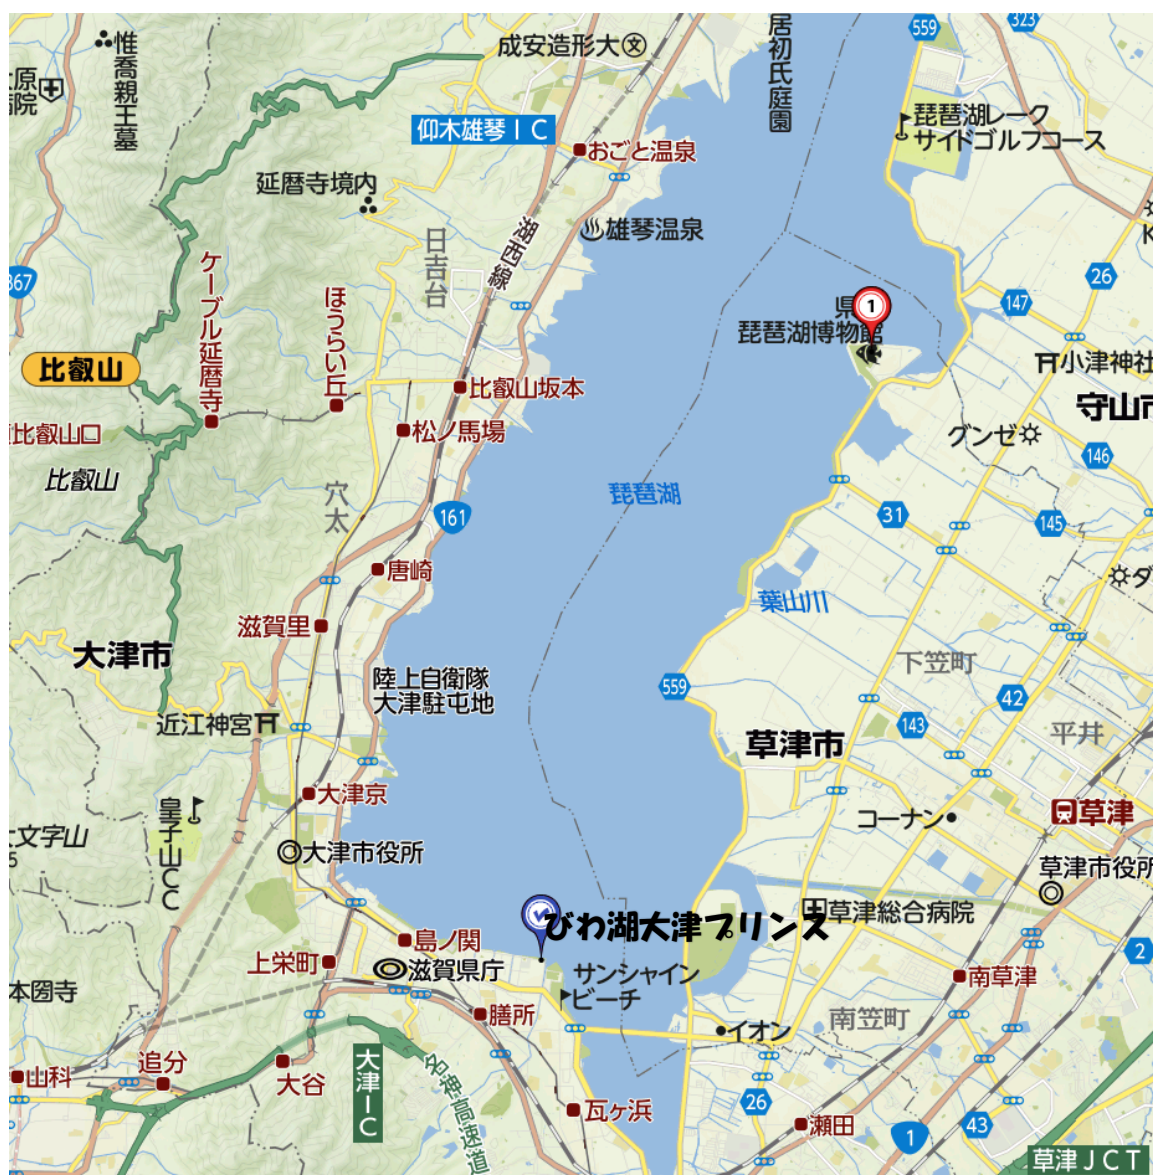 成安造形大
文
惟喬親王墓
病院
仰木雄琴IC
おごと温泉
居初氏庭園
559
323
琵琶湖レーク
サイドゴルフコース
延暦寺境内
日吉台
湖西線
雄琴温泉
367
26
147
ケーブル延暦寺
ほうらい丘
1
琵琶湖博物館
小津神社
比叡山
比叡山坂本
守山市
比叡山口
松ノ馬場
グンゼ
146
比叡山
穴太
琵琶湖
161
31
145
唐崎
葉山川
滋賀里
大津市
陸上自衛隊
大津駐屯地
559
下笠町
42
143
平井
近江神宮
草津市
大津京
皇子山CC
大文字山
コーナン
草津
大津市役所
草津市役所
びわ湖大津プリンス
草津総合病院
島ノ関
上栄町
滋賀県庁
サンシャイン
ビーチ
2
南草津
本圀寺
膳所
イオン
南笠町
追分
山科
大谷
大津IC
名神高速道
瓦ヶ浜
26
瀬田
1
43
草津JCT